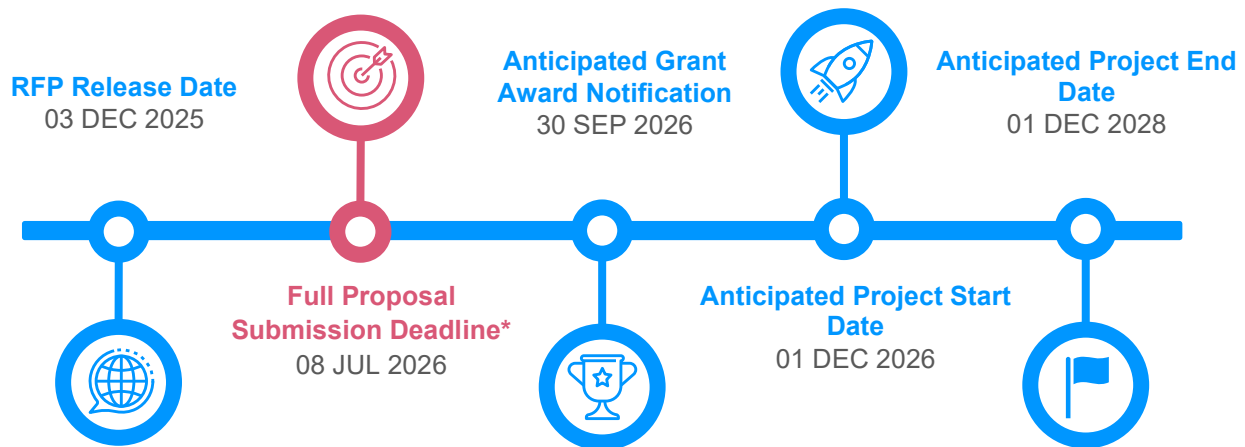 RFP Release Date
03 DEC 2025
Full Proposal
Submission Deadline*
08 JUL 2026
Anticipated Grant
Award Notification
30 SEP 2026
Anticipated Project Start
Date
01 DEC 2026
Anticipated Project End
Date
01 DEC 2028